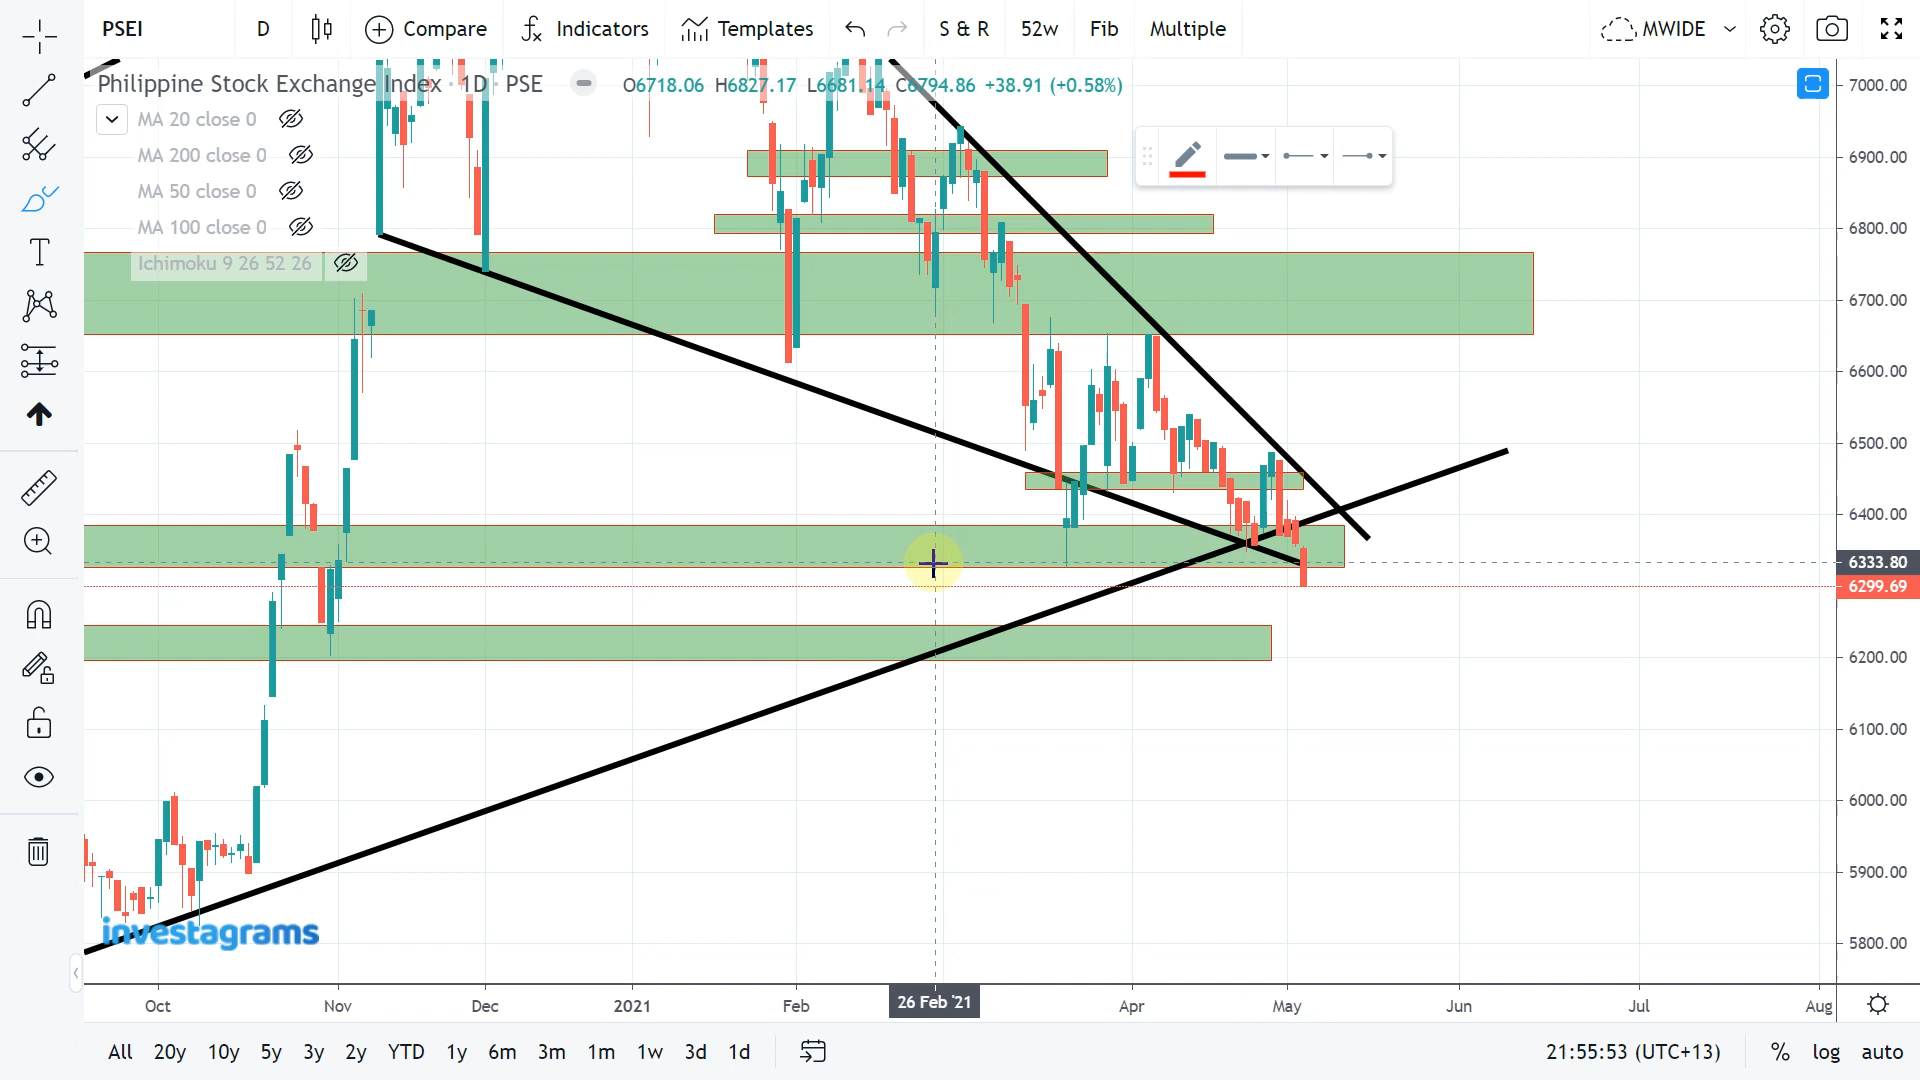 PSEI D Compare Indicators Templates S & R 52w Fib Multiple MWIDE
Philippine Stock Exchange Index · 1D · PSE O6718.06 H6827.17 L6681.14 C6794.86 +38.91 (+0.58%)
MA 20 close 0
MA 200 close 0
MA 50 close 0
MA 100 close 0
Ichimoku 9 26 52 26
7000.00
6900.00
6800.00
6700.00
6600.00
6500.00
6400.00
6333.80
6299.69
6200.00
6100.00
6000.00
5900.00
5800.00
investagrams
Oct Nov Dec 2021 Feb 26 Feb '21 Apr May Jun Jul Aug
All 20y 10y 5y 3y 2y YTD 1y 6m 3m 1m 1w 3d 1d 21:55:53 (UTC+13) % log auto